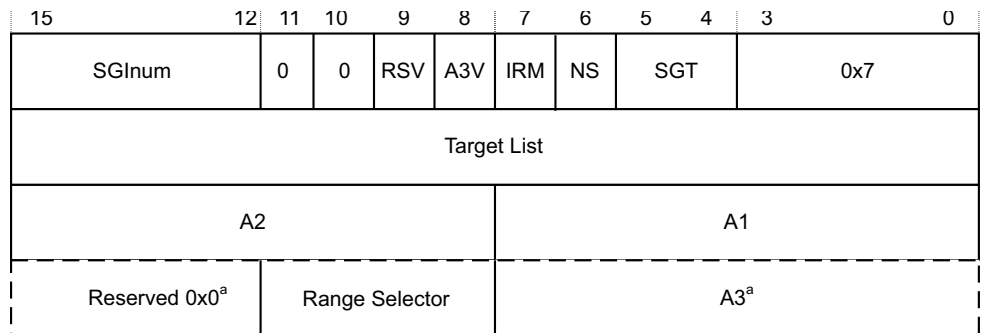 15 12 11 10 9 8 7 6 5 4 3 0
SGInum 0 0 RSV A3V IRM NS SGT 0x7
Target List
A2 A1
Reserved 0x0ᵃ Range Selector A3ᵃ